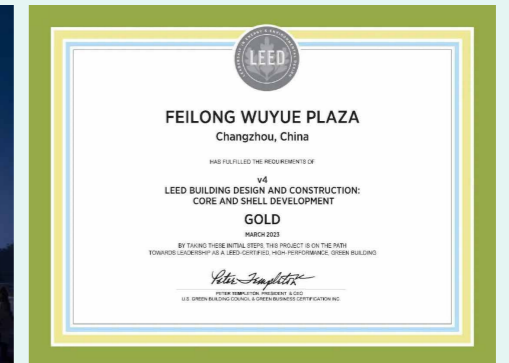 LEED
FEILONG WUYUE PLAZA
Changzhou, China
HAS FULFILLED THE REQUIREMENTS OF
v4
LEED BUILDING DESIGN AND CONSTRUCTION:
CORE AND SHELL DEVELOPMENT
GOLD
MARCH 2023
BY TAKING THESE INITIAL STEPS, THIS PROJECT IS ON THE PATH
TOWARDS LEADERSHIP AS A LEED-CERTIFIED, HIGH-PERFORMANCE, GREEN BUILDING
Peter Templeton
PETER TEMPLETON, PRESIDENT & CEO
U.S. GREEN BUILDING COUNCIL & GREEN BUSINESS CERTIFICATION INC.